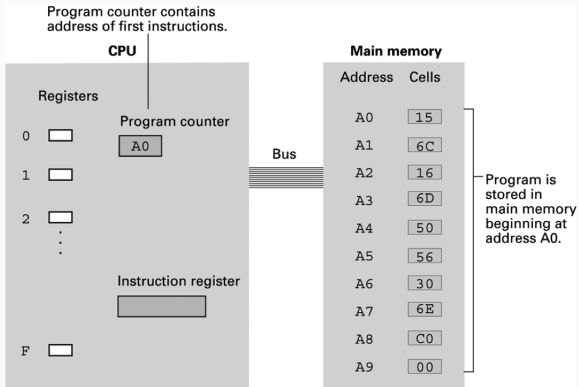 Program counter contains
address of first instructions.
CPU
Main memory
Address Cells
Registers
Program counter
A0
Bus
0
1
2
F
Instruction register
A0 15
A1 6C
A2 16
A3 6D
A4 50
A5 56
A6 30
A7 6E
A8 C0
A9 00
Program is
stored in
main memory
beginning at
address A0.